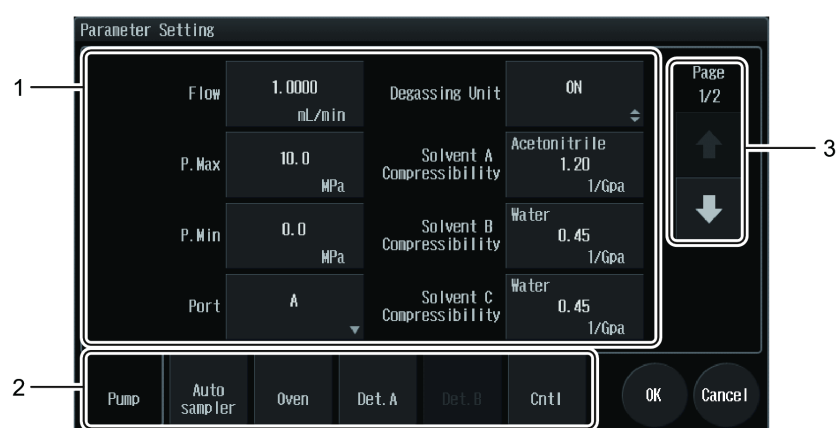 Parameter Setting
1
Flow
1.0000
mL/min
Degassing Unit
ON
Page
1/2
P.Max
10.0
MPa
Solvent A
Compressibility
Acetonitrile
1.20
1/Gpa
3
P.Min
0.0
MPa
Solvent B
Compressibility
Water
0.45
1/Gpa
Port
A
Solvent C
Compressibility
Water
0.45
1/Gpa
2
Pump
Auto
sampler
Oven
Det.A
Det.B
Cntl
OK
Cancel